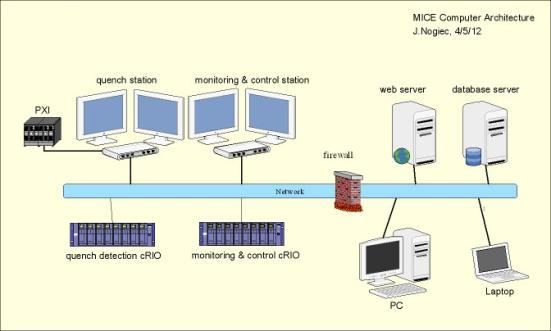 MICE Computer Architecture
J.Nogiec, 4/5/12
quench station
monitoring & control station
web server
database server
PXI
firewall
Network
quench detection cRIO
monitoring & control cRIO
PC
Laptop